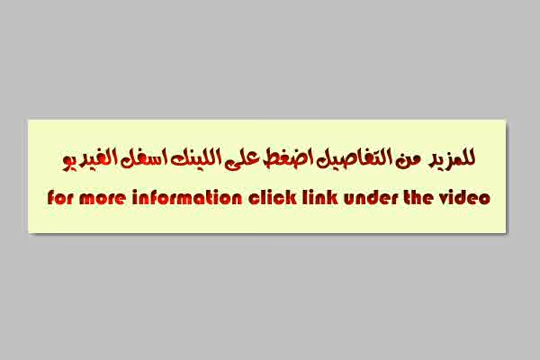 للمزيد من التفاصيل اضغط على اللينك اسفل الفيديو
for more information click link under the video